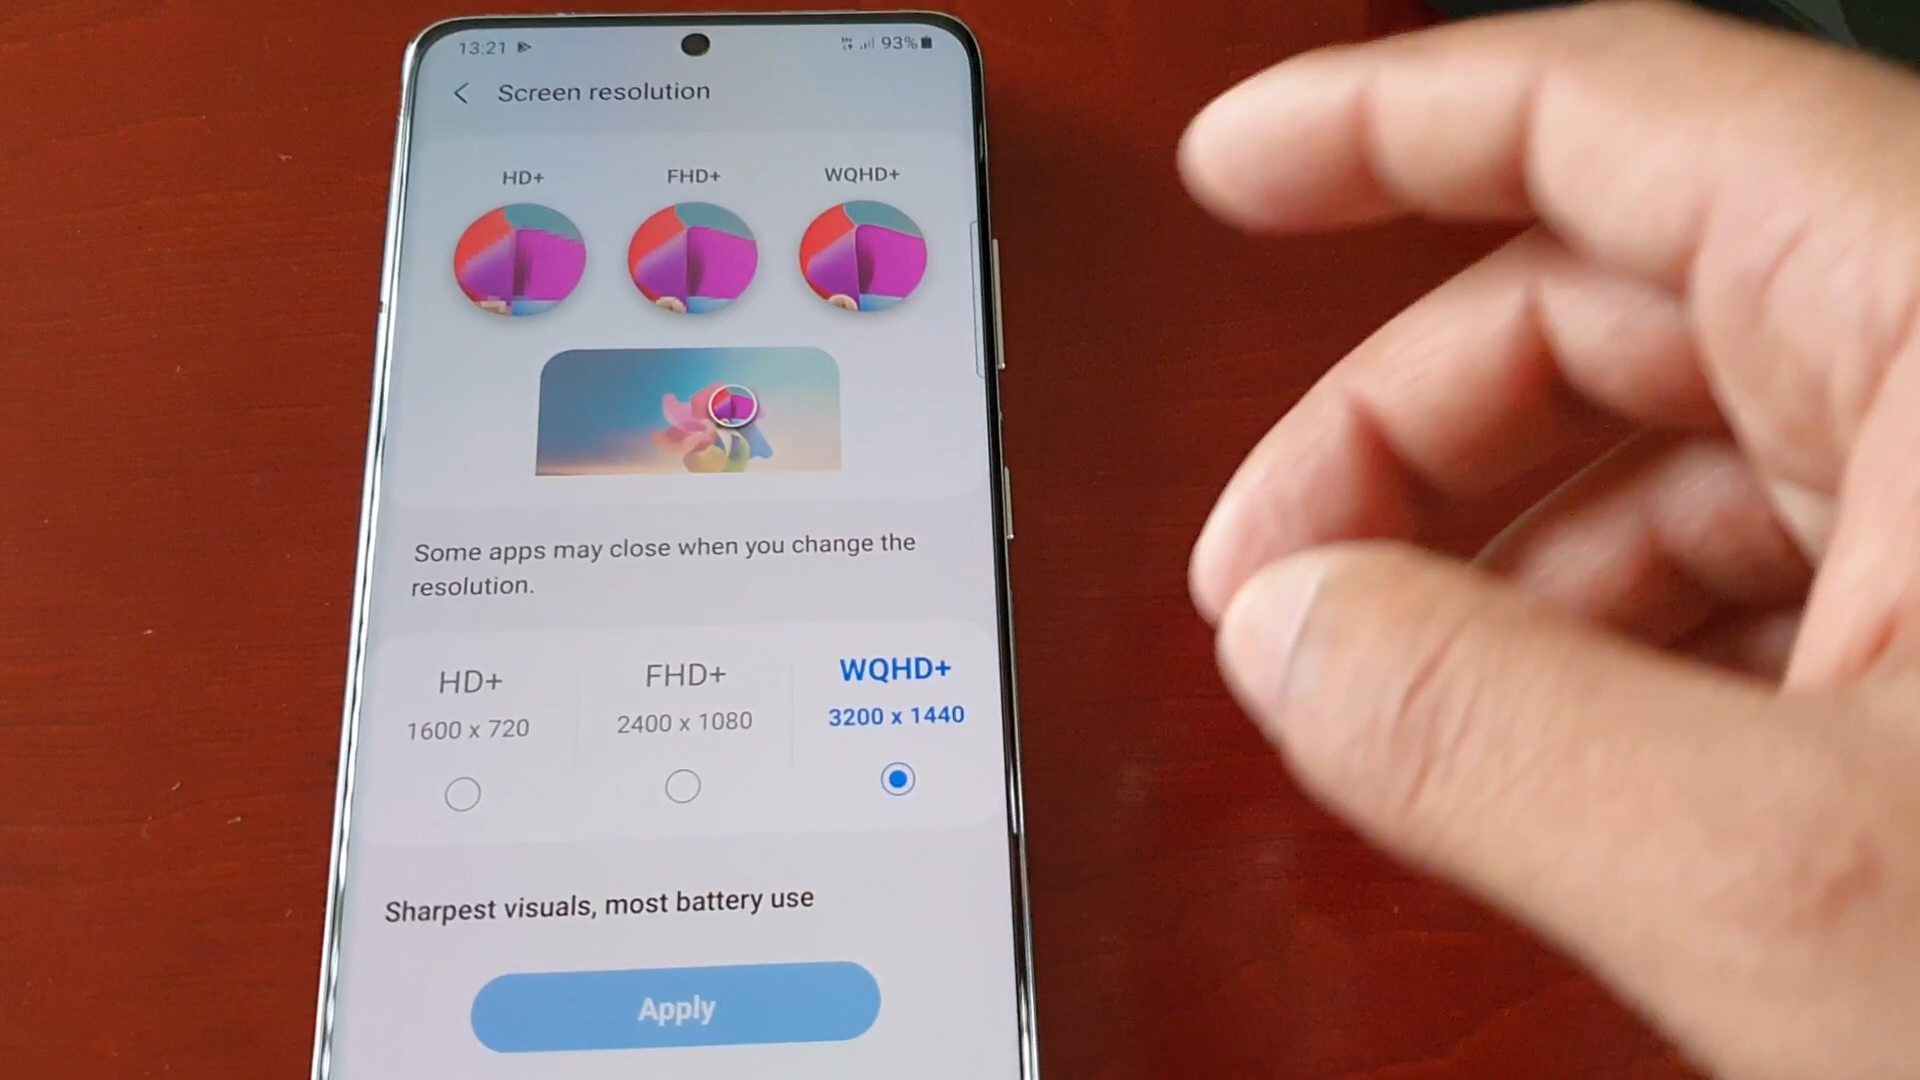 13:21 93%
Screen resolution
HD+ FHD+ WQHD+
Some apps may close when you change the
resolution.
HD+ FHD+ WQHD+
1600 x 720 2400 x 1080 3200 x 1440
Sharpest visuals, most battery use
Apply